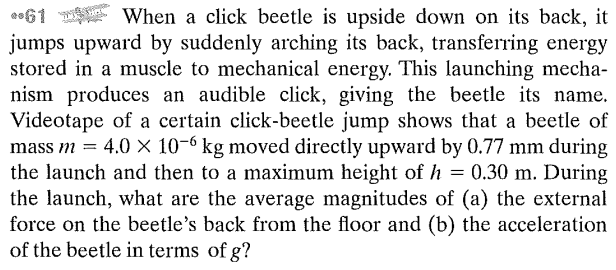 ••61 When a click beetle is upside down on its back, it
jumps upward by suddenly arching its back, transferring energy
stored in a muscle to mechanical energy. This launching mecha-
nism produces an audible click, giving the beetle its name.
Videotape of a certain click-beetle jump shows that a beetle of
mass m = 4.0 × 10⁻⁶ kg moved directly upward by 0.77 mm during
the launch and then to a maximum height of h = 0.30 m. During
the launch, what are the average magnitudes of (a) the external
force on the beetle's back from the floor and (b) the acceleration
of the beetle in terms of g?